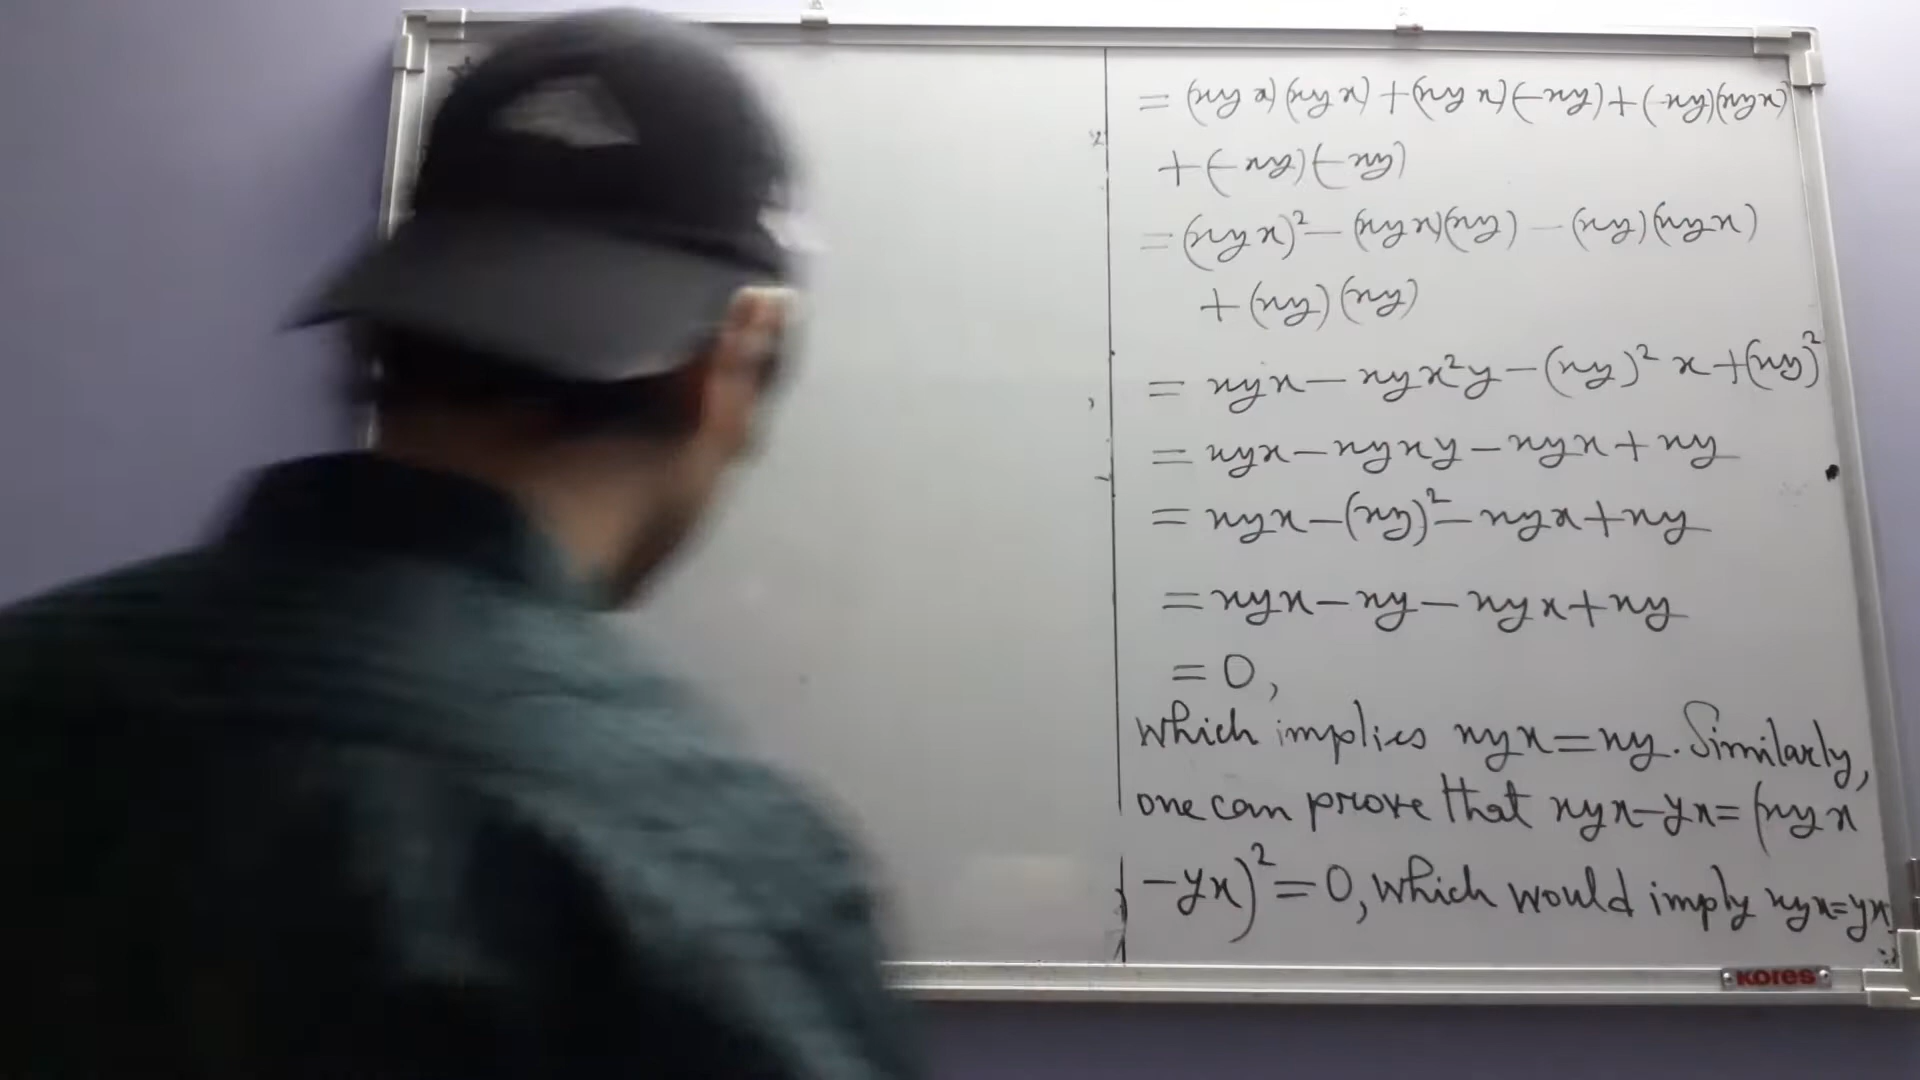 = (xyx)(xyx)+(xyx)(-xy)+(-xy)(xyx)
+(-xy)(-xy)
= (xyx)² - (xyx)(xy) - (xy)(xyx)
+ (xy)(xy)
= xyx - xyx²y - (xy)²x + (xy)²
= xyx - xyxy - xyx + xy
= xyx - (xy)² - xyx + xy
= xyx - xy - xyx + xy
= 0,
which implies xyx = xy. Similarly,
one can prove that xyx-yx = (xyx
-yx)² = 0, which would imply xyx=yx.
kores